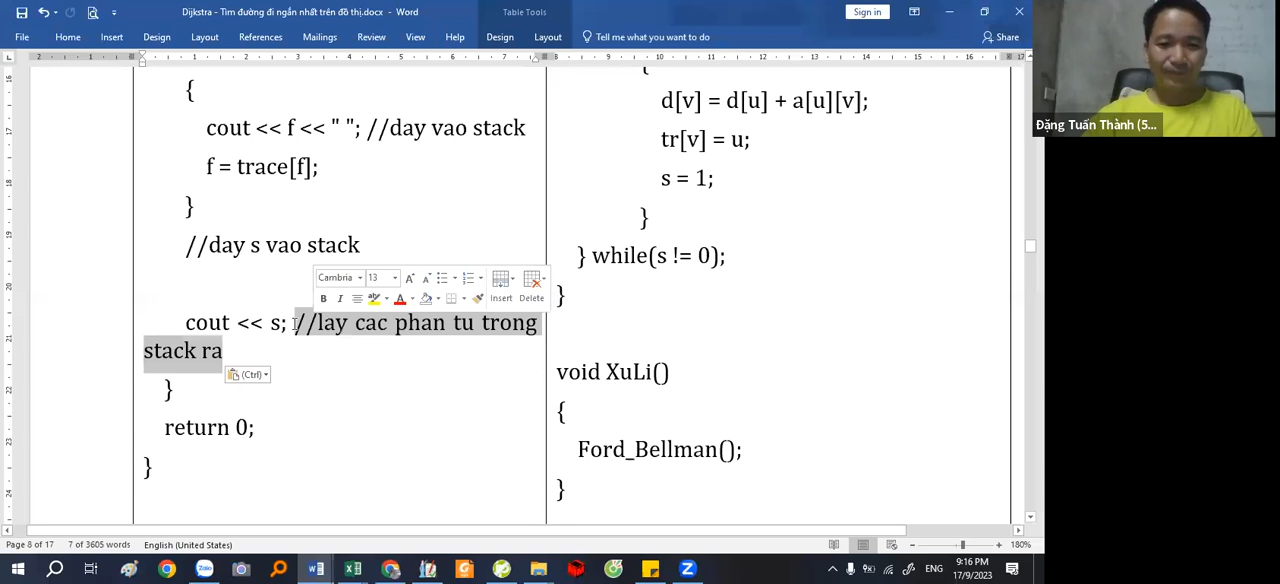 Dijkstra - Tìm đường đi ngắn nhất trên đồ thị.docx - Word
Table Tools
Sign in
File Home Insert Design Layout References Mailings Review View Help Design Layout Tell me what you want to do Share
{
cout << f << " "; //day vao stack
f = trace[f];
}
//day s vao stack
Cambria 13
Insert Delete
cout << s; //lay cac phan tu trong
stack ra
(Ctrl)
}
return 0;
}
{
d[v] = d[u] + a[u][v];
tr[v] = u;
s = 1;
}
} while(s != 0);
}
void XuLi()
{
Ford_Bellman();
}
Đặng Tuấn Thành (5...
Page 8 of 17 7 of 3605 words English (United States) 180%
ENG
9:16 PM
17/9/2023